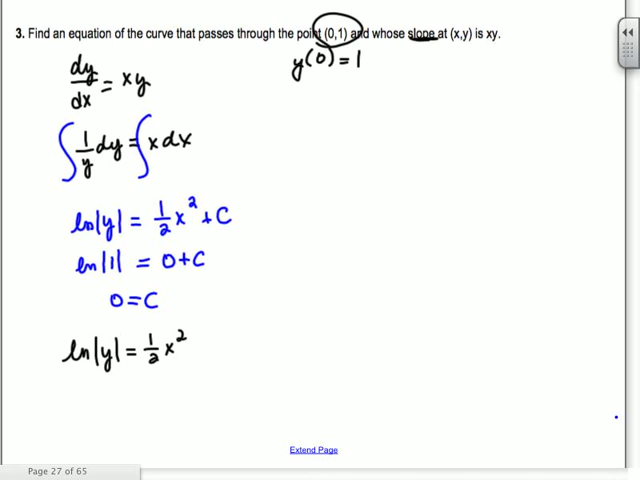 3. Find an equation of the curve that passes through the point (0,1) and whose slope at (x,y) is xy.
dy/dx = xy
y(0) = 1
∫ 1/y dy = ∫ x dx
ln|y| = 1/2 x² + C
ln|1| = 0 + C
0 = C
ln|y| = 1/2 x²
Extend Page
Page 27 of 65